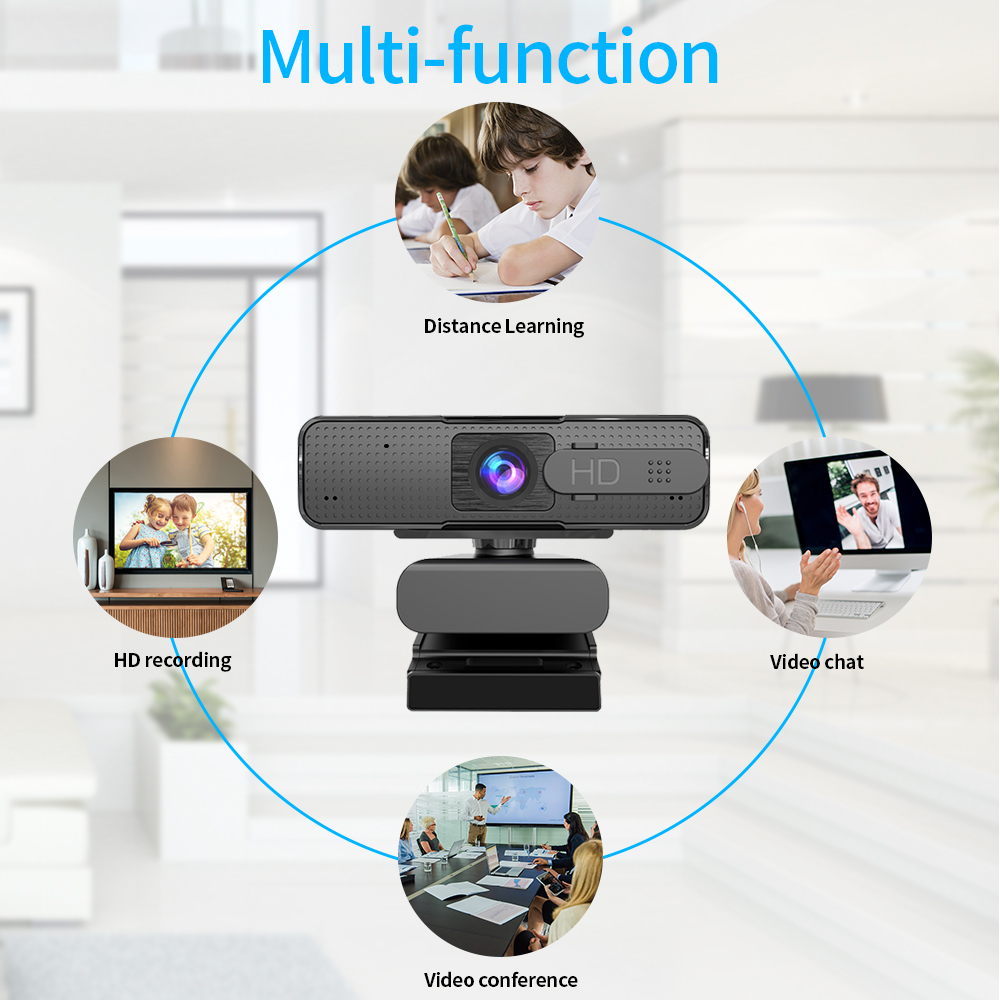 Multi-function
Distance Learning
HD
HD recording
Video chat
Video conference